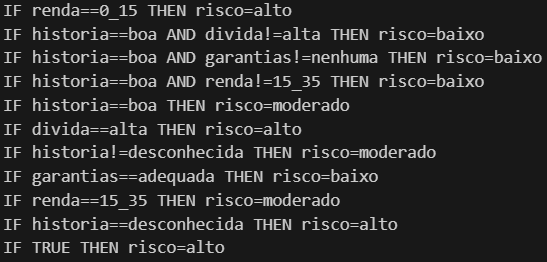 IF renda==0_15 THEN risco=alto
IF historia==boa AND divida!=alta THEN risco=baixo
IF historia==boa AND garantias!=nenhuma THEN risco=baixo
IF historia==boa AND renda!=15_35 THEN risco=baixo
IF historia==boa THEN risco=moderado
IF divida==alta THEN risco=alto
IF historia!=desconhecida THEN risco=moderado
IF garantias==adequada THEN risco=baixo
IF renda==15_35 THEN risco=moderado
IF historia==desconhecida THEN risco=alto
IF TRUE THEN risco=alto